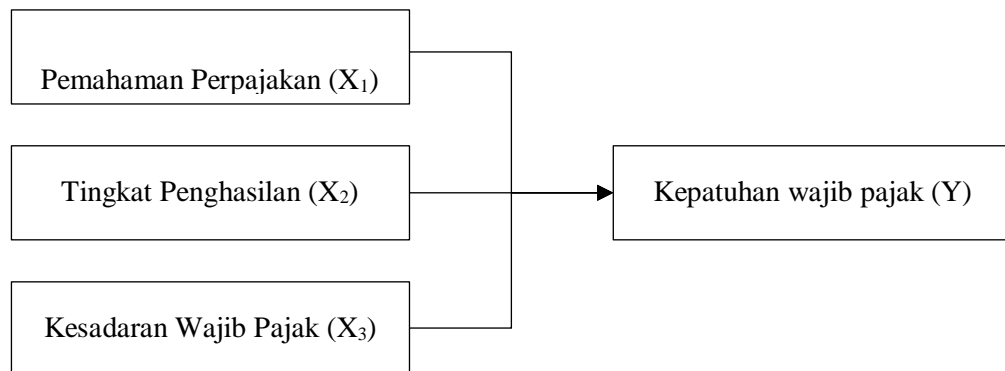 Pemahaman Perpajakan (X₁)
Tingkat Penghasilan (X₂)
Kepatuhan wajib pajak (Y)
Kesadaran Wajib Pajak (X₃)